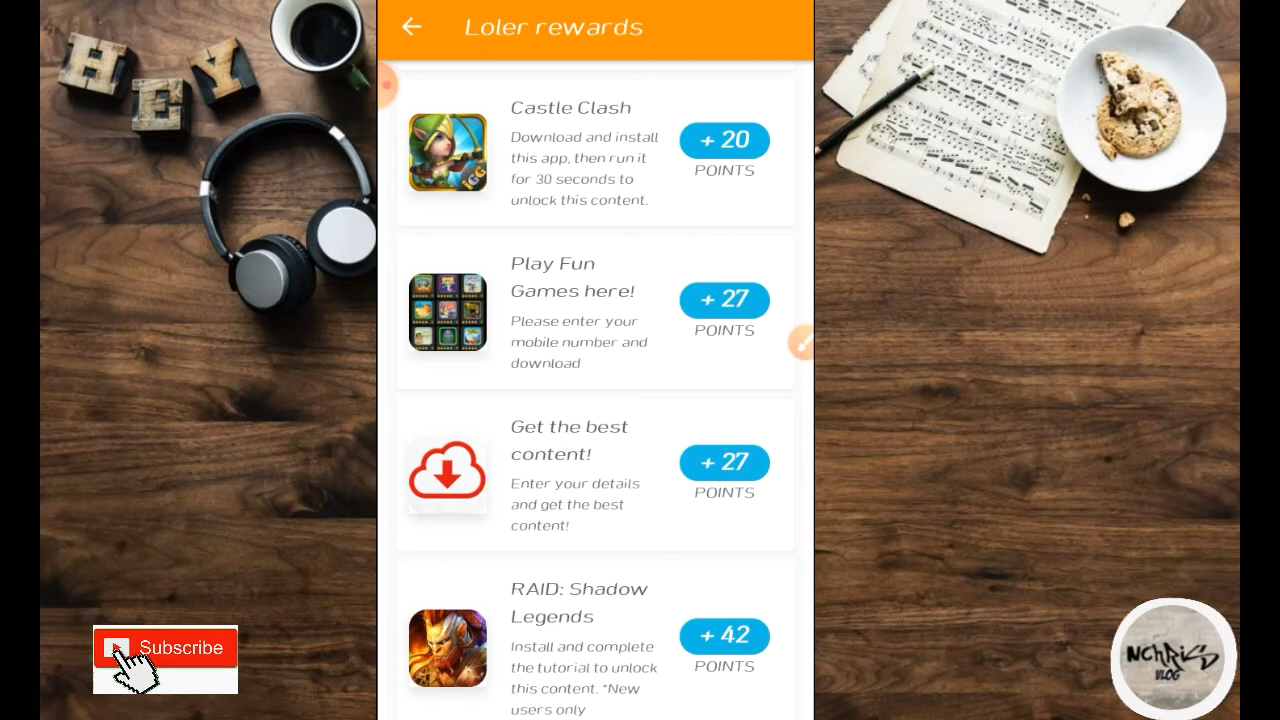 HEY
Loler rewards
Castle Clash
Download and install
this app, then run it
for 30 seconds to
unlock this content.
+ 20
POINTS
IGG
Play Fun
Games here!
Please enter your
mobile number and
download
+ 27
POINTS
Get the best
content!
Enter your details
and get the best
content!
+ 27
POINTS
RAID: Shadow
Legends
Install and complete
the tutorial to unlock
this content. *New
users only
+ 42
POINTS
Subscribe
NChRiS
VLOG